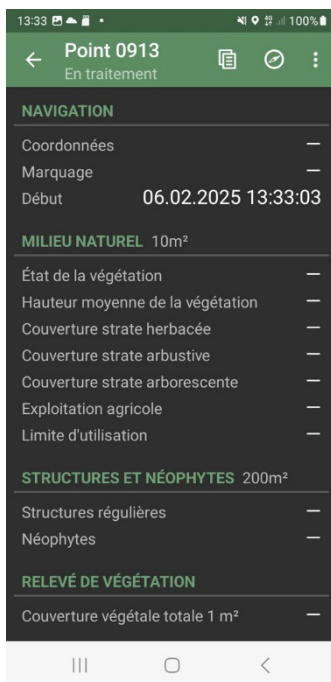 13:33 100%
Point 0913
En traitement
NAVIGATION
Coordonnées —
Marquage —
Début 06.02.2025 13:33:03
MILIEU NATUREL 10m²
État de la végétation —
Hauteur moyenne de la végétation —
Couverture strate herbacée —
Couverture strate arbustive —
Couverture strate arborescente —
Exploitation agricole —
Limite d'utilisation —
STRUCTURES ET NÉOPHYTES 200m²
Structures régulières —
Néophytes —
RELEVÉ DE VÉGÉTATION
Couverture végétale totale 1 m² —